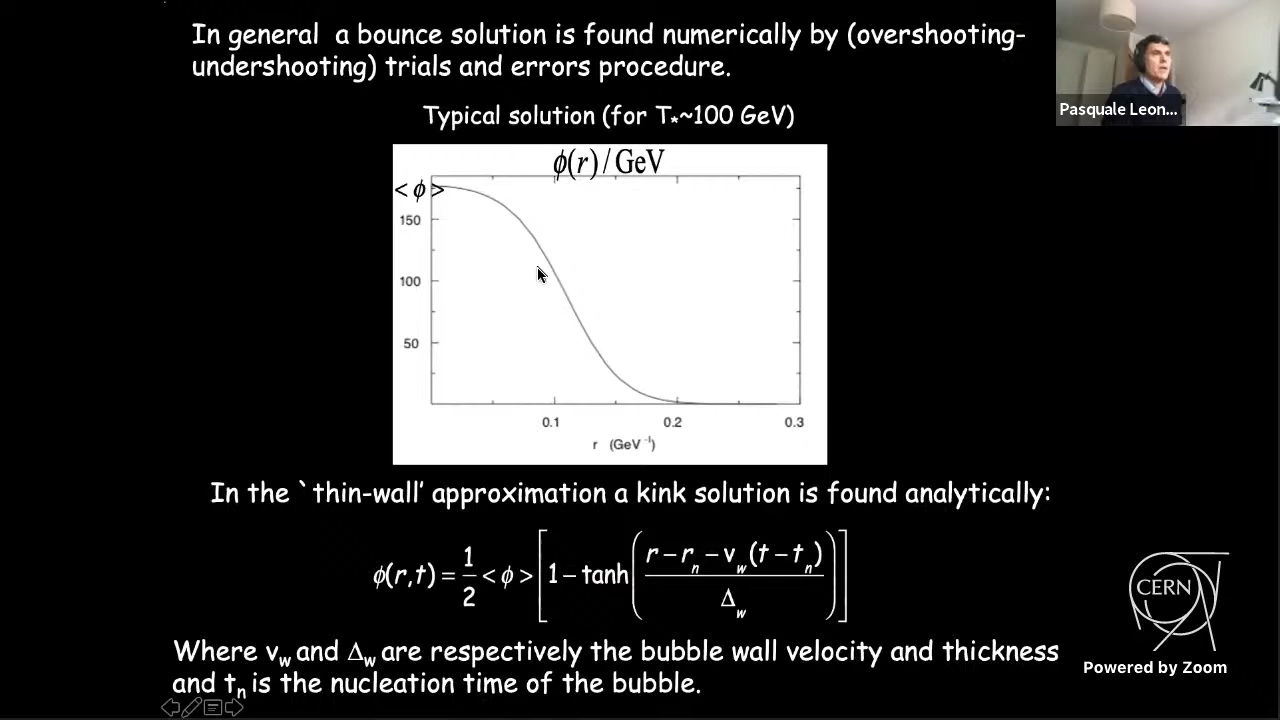 In general a bounce solution is found numerically by (overshooting-
undershooting) trials and errors procedure.
Pasquale Leon...
Typical solution (for T*~100 GeV)
ϕ(r)/GeV
<ϕ>
150
100
50
0.1 0.2 0.3
r (GeV⁻¹)
In the `thin-wall' approximation a kink solution is found analytically:
ϕ(r,t) = 1/2 <ϕ> [1 − tanh((r − rₙ − v_w(t − tₙ))/Δ_w)]
CERN
Where v_w and Δ_w are respectively the bubble wall velocity and thickness
Powered by Zoom
and tₙ is the nucleation time of the bubble.